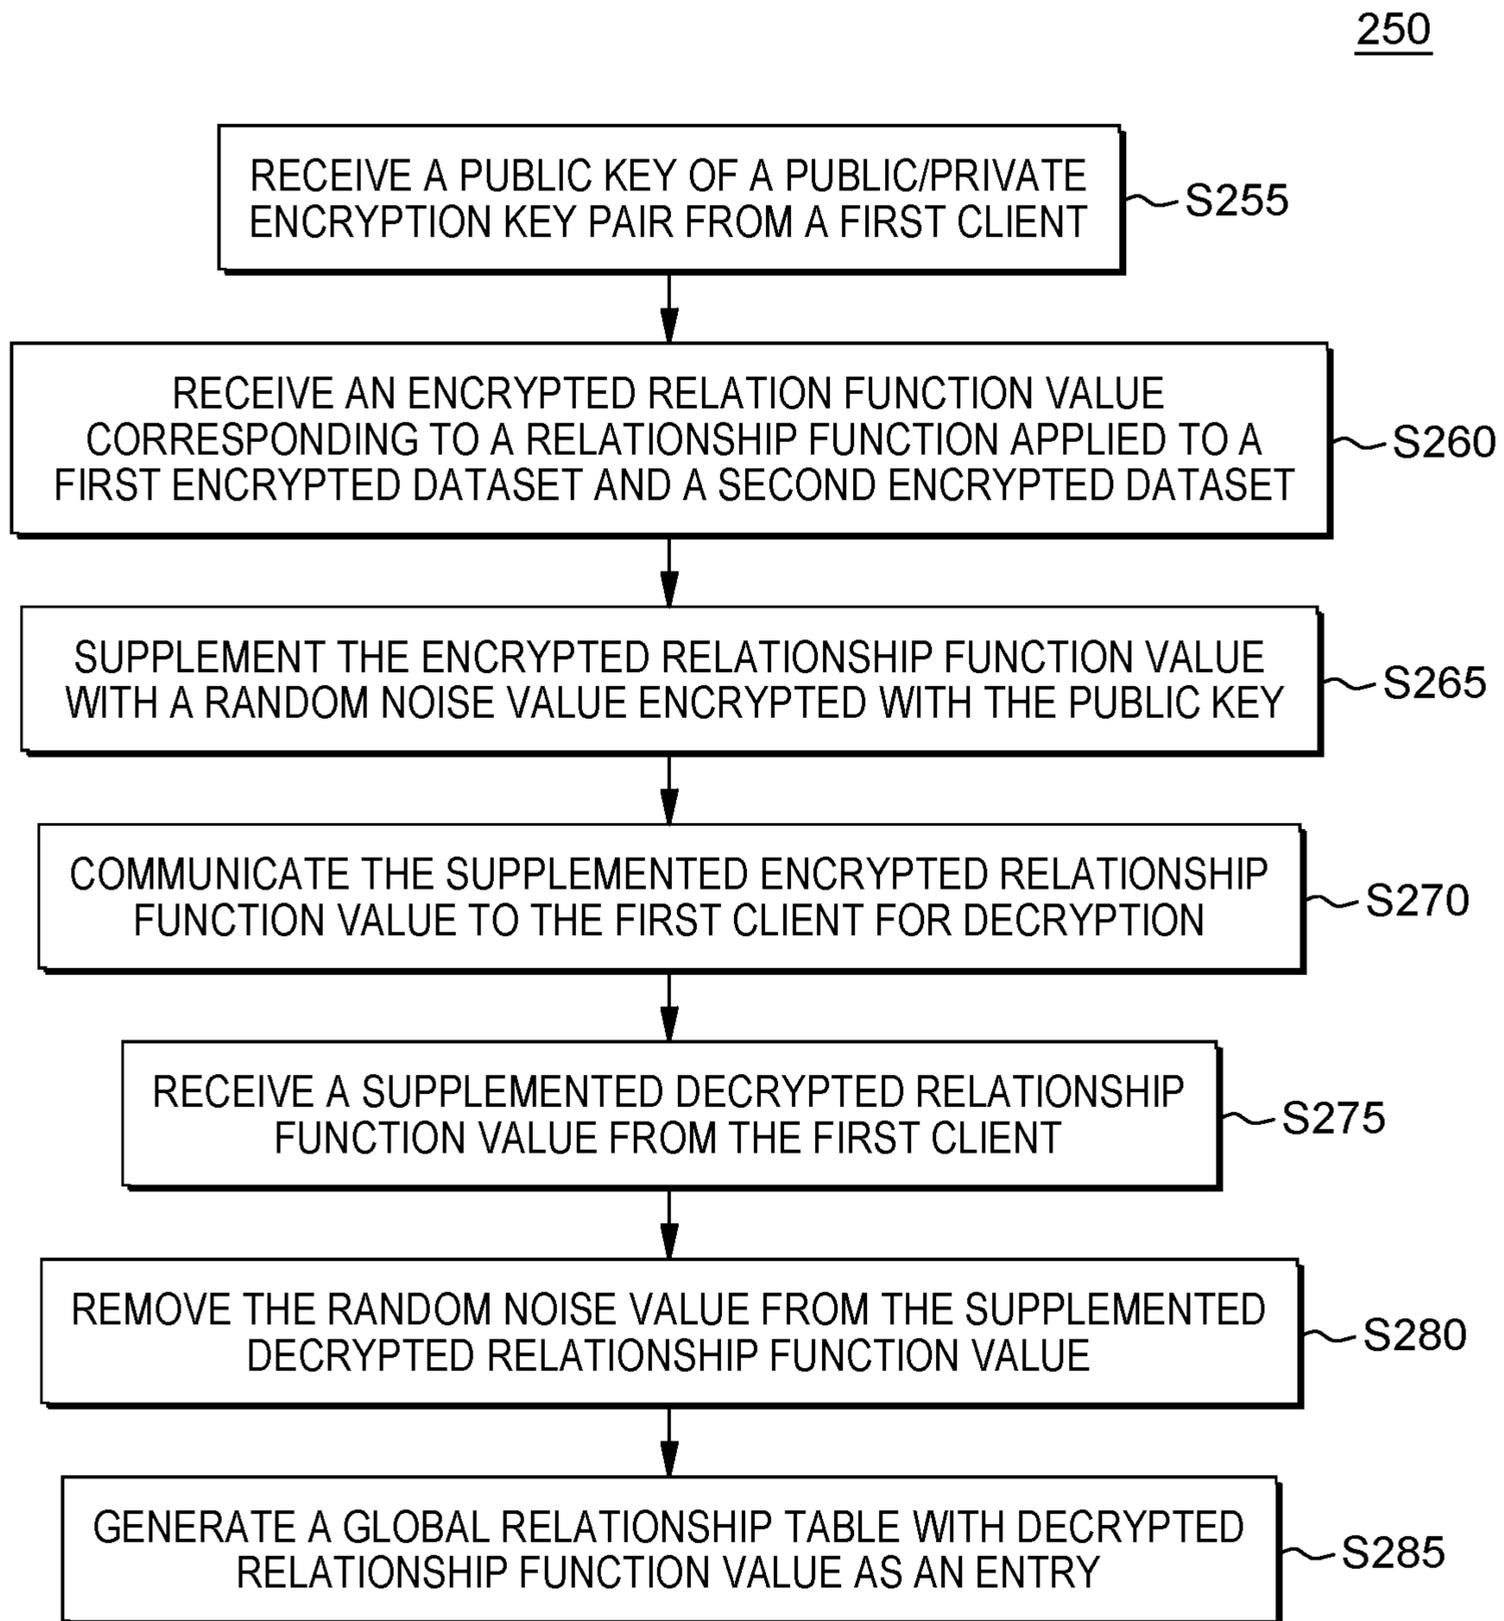 250
RECEIVE A PUBLIC KEY OF A PUBLIC/PRIVATE
ENCRYPTION KEY PAIR FROM A FIRST CLIENT
S255
RECEIVE AN ENCRYPTED RELATION FUNCTION VALUE
CORRESPONDING TO A RELATIONSHIP FUNCTION APPLIED TO A
FIRST ENCRYPTED DATASET AND A SECOND ENCRYPTED DATASET
S260
SUPPLEMENT THE ENCRYPTED RELATIONSHIP FUNCTION VALUE
WITH A RANDOM NOISE VALUE ENCRYPTED WITH THE PUBLIC KEY
S265
COMMUNICATE THE SUPPLEMENTED ENCRYPTED RELATIONSHIP
FUNCTION VALUE TO THE FIRST CLIENT FOR DECRYPTION
S270
RECEIVE A SUPPLEMENTED DECRYPTED RELATIONSHIP
FUNCTION VALUE FROM THE FIRST CLIENT
S275
REMOVE THE RANDOM NOISE VALUE FROM THE SUPPLEMENTED
DECRYPTED RELATIONSHIP FUNCTION VALUE
S280
GENERATE A GLOBAL RELATIONSHIP TABLE WITH DECRYPTED
RELATIONSHIP FUNCTION VALUE AS AN ENTRY
S285